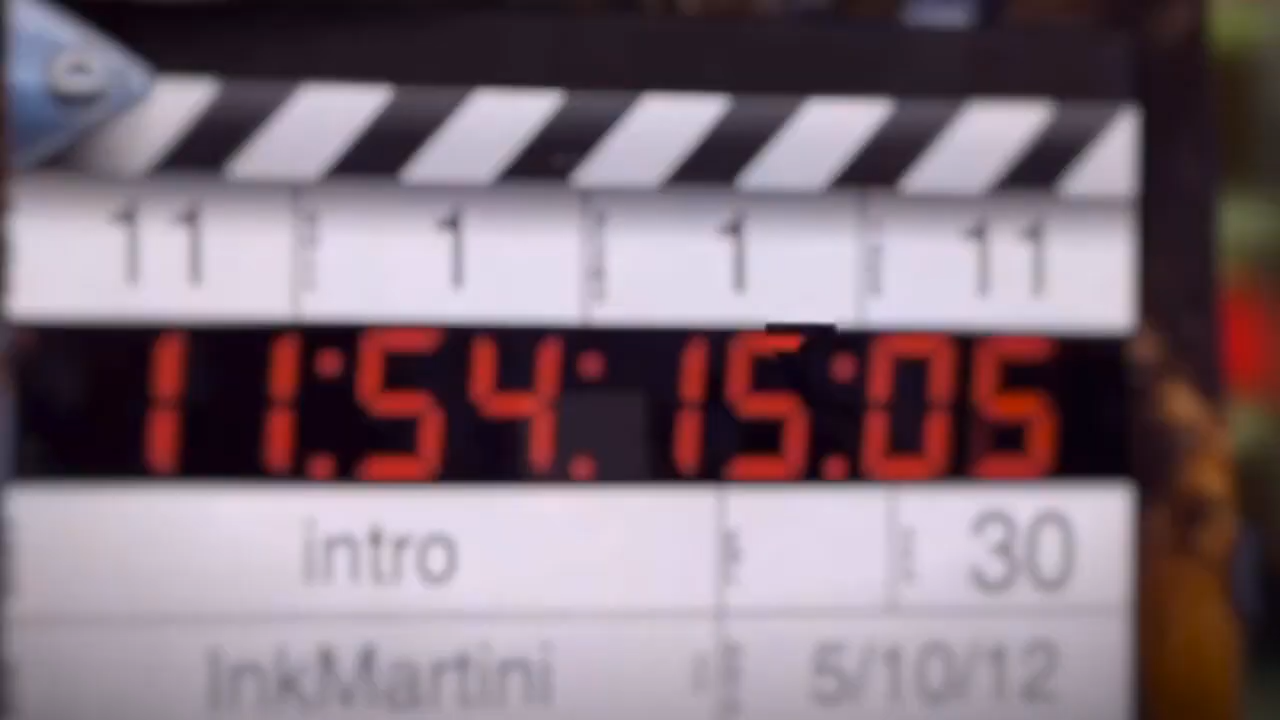 11 1 1 11
11:54:15:05
intro 30
InkMartini 5/10/12